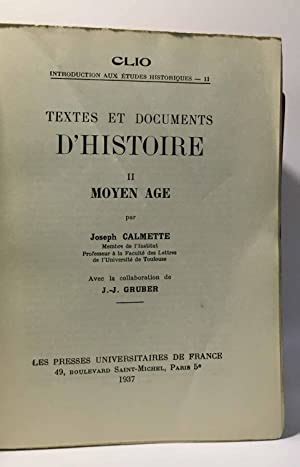 CLIO
INTRODUCTION AUX ÉTUDES HISTORIQUES — II
TEXTES ET DOCUMENTS
D'HISTOIRE
II
MOYEN AGE
par
Joseph CALMETTE
Membre de l'Institut
Professeur à la Faculté des Lettres
de l'Université de Toulouse
Avec la collaboration de
J.-J. GRUBER
LES PRESSES UNIVERSITAIRES DE FRANCE
49, BOULEVARD SAINT-MICHEL, PARIS 5e
1937